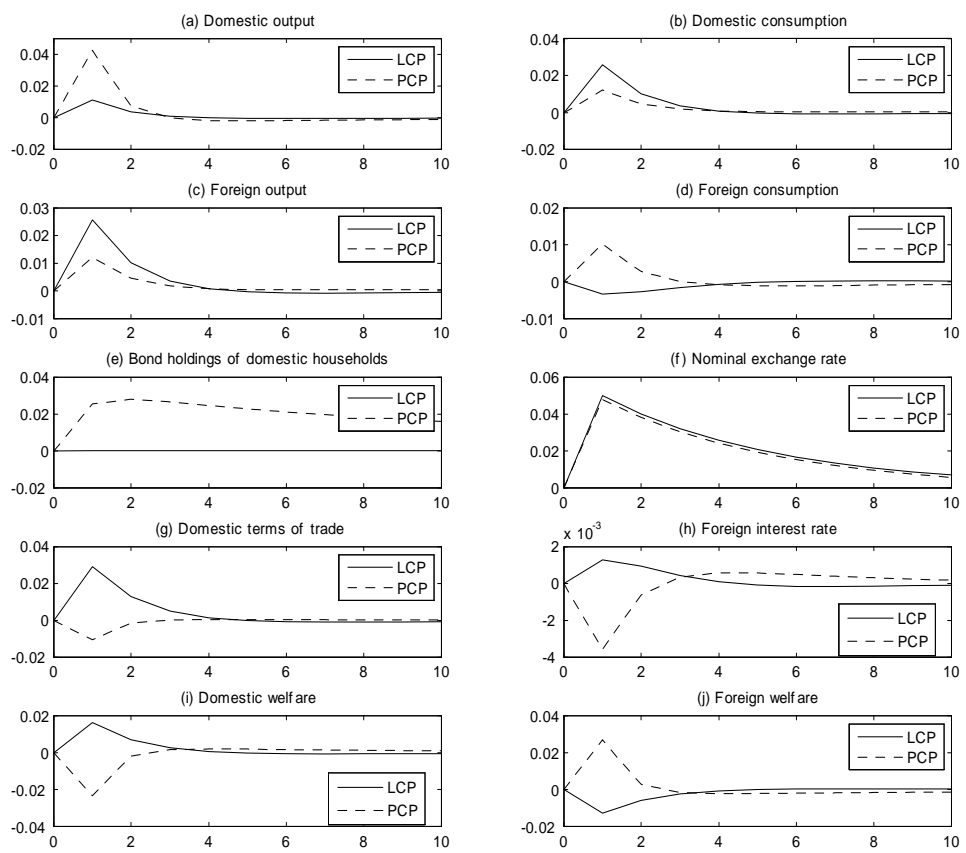 (a) Domestic output
0.04
0.02
0
-0.02
0 2 4 6 8 10
LCP
PCP
(b) Domestic consumption
0.04
0.02
0
-0.02
0 2 4 6 8 10
LCP
PCP
(c) Foreign output
0.03
0.02
0.01
0
-0.01
0 2 4 6 8 10
LCP
PCP
(d) Foreign consumption
0.02
0.01
0
-0.01
0 2 4 6 8 10
LCP
PCP
(e) Bond holdings of domestic households
0.04
0.02
0
-0.02
0 2 4 6 8 10
LCP
PCP
(f) Nominal exchange rate
0.06
0.04
0.02
0
0 2 4 6 8 10
LCP
PCP
(g) Domestic terms of trade
0.04
0.02
0
-0.02
0 2 4 6 8 10
LCP
PCP
(h) Foreign interest rate
x 10-3
2
0
-2
-4
0 2 4 6 8 10
LCP
PCP
(i) Domestic welfare
0.02
0
-0.02
-0.04
0 2 4 6 8 10
LCP
PCP
(j) Foreign welfare
0.04
0.02
0
-0.02
0 2 4 6 8 10
LCP
PCP